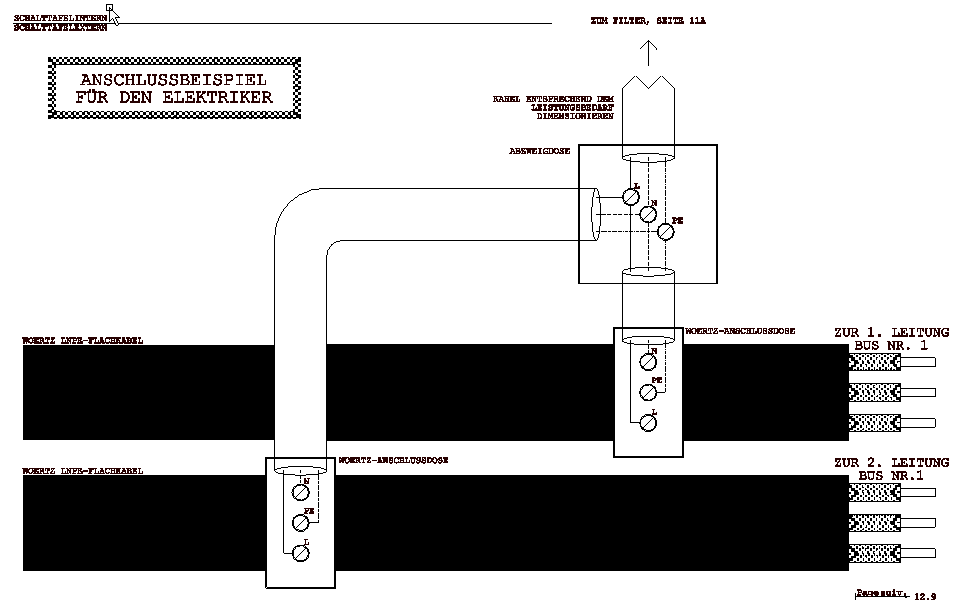 SCHALTTAFELINTERN
SCHALTTAFELEXTERN
ZUM FILTER, SEITE 11A
ANSCHLUSSBEISPIEL
FÜR DEN ELEKTRIKER
KABEL ENTSPRECHEND DEM
LEISTUNGSBEDARF
DIMENSIONIEREN
ABZWEIGDOSE
L
N
PE
WOERTZ-ANSCHLUSSDOSE
ZUR 1. LEITUNG
BUS NR. 1
WOERTZ LNPE-FLACHKABEL
N
PE
L
WOERTZ-ANSCHLUSSDOSE
ZUR 2. LEITUNG
BUS NR.1
WOERTZ LNPE-FLACHKABEL
N
PE
L
12.9